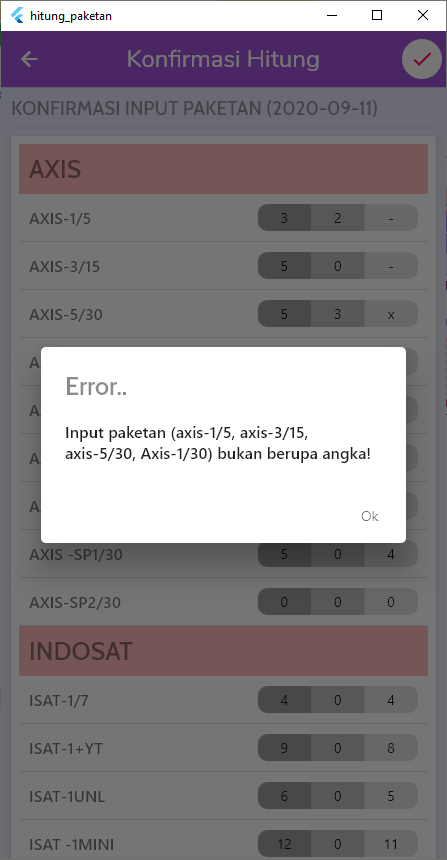 hitung_paketan
Konfirmasi Hitung
KONFIRMASI INPUT PAKETAN (2020-09-11)
AXIS
AXIS-1/5 3 2 -
AXIS-3/15 5 0 -
AXIS-5/30 5 3 x
Error..
Input paketan (axis-1/5, axis-3/15,
axis-5/30, Axis-1/30) bukan berupa angka!
Ok
AXIS -SP1/30 5 0 4
AXIS-SP2/30 0 0 0
INDOSAT
ISAT-1/7 4 0 4
ISAT-1+YT 9 0 8
ISAT-1UNL 6 0 5
ISAT -1MINI 12 0 11